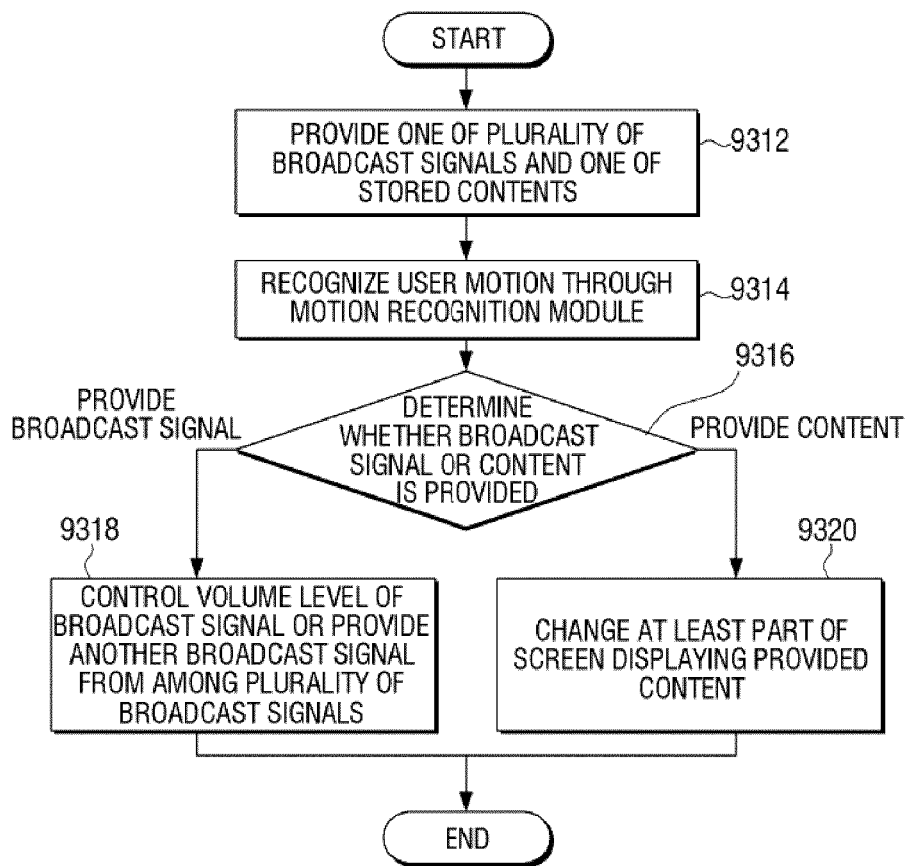 START
PROVIDE ONE OF PLURALITY OF
BROADCAST SIGNALS AND ONE OF
STORED CONTENTS
9312
RECOGNIZE USER MOTION THROUGH
MOTION RECOGNITION MODULE
9314
9316
PROVIDE
BROADCAST SIGNAL
DETERMINE
WHETHER BROADCAST
SIGNAL OR CONTENT
IS PROVIDED
PROVIDE CONTENT
9318
CONTROL VOLUME LEVEL OF
BROADCAST SIGNAL OR PROVIDE
ANOTHER BROADCAST SIGNAL
FROM AMONG PLURALITY OF
BROADCAST SIGNALS
9320
CHANGE AT LEAST PART OF
SCREEN DISPLAYING PROVIDED
CONTENT
END